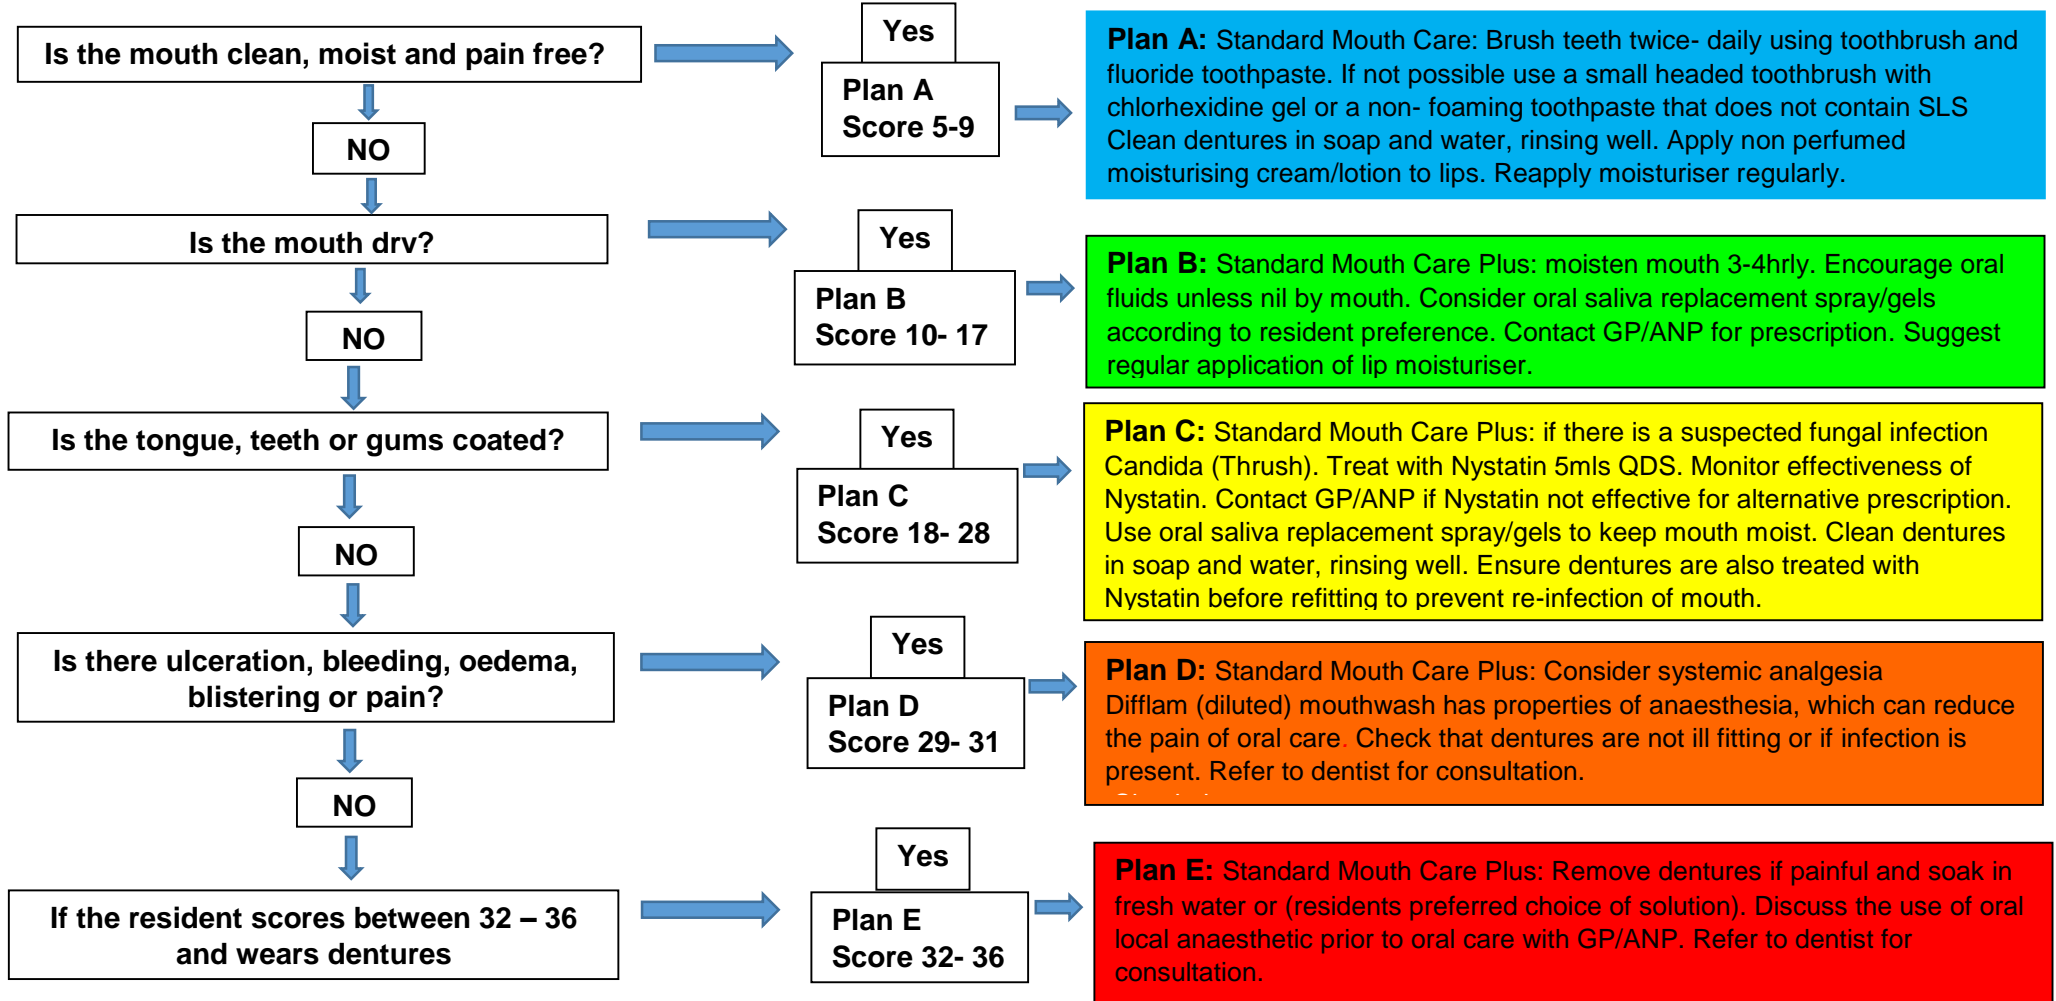 Is the mouth clean, moist and pain free?
Yes
Plan A
Score 5-9
Plan A: Standard Mouth Care: Brush teeth twice- daily using toothbrush and
fluoride toothpaste. If not possible use a small headed toothbrush with
chlorhexidine gel or a non- foaming toothpaste that does not contain SLS
Clean dentures in soap and water, rinsing well. Apply non perfumed
moisturising cream/lotion to lips. Reapply moisturiser regularly.
NO
Is the mouth dry?
Yes
Plan B
Score 10- 17
Plan B: Standard Mouth Care Plus: moisten mouth 3-4hrly. Encourage oral
fluids unless nil by mouth. Consider oral saliva replacement spray/gels
according to resident preference. Contact GP/ANP for prescription. Suggest
regular application of lip moisturiser.
NO
Is the tongue, teeth or gums coated?
Yes
Plan C
Score 18- 28
Plan C: Standard Mouth Care Plus: if there is a suspected fungal infection
Candida (Thrush). Treat with Nystatin 5mls QDS. Monitor effectiveness of
Nystatin. Contact GP/ANP if Nystatin not effective for alternative prescription.
Use oral saliva replacement spray/gels to keep mouth moist. Clean dentures
in soap and water, rinsing well. Ensure dentures are also treated with
Nystatin before refitting to prevent re-infection of mouth.
NO
Is there ulceration, bleeding, oedema,
blistering or pain?
Yes
Plan D
Score 29- 31
Plan D: Standard Mouth Care Plus: Consider systemic analgesia
Difflam (diluted) mouthwash has properties of anaesthesia, which can reduce
the pain of oral care. Check that dentures are not ill fitting or if infection is
present. Refer to dentist for consultation.
NO
If the resident scores between 32 – 36
and wears dentures
Yes
Plan E
Score 32- 36
Plan E: Standard Mouth Care Plus: Remove dentures if painful and soak in
fresh water or (residents preferred choice of solution). Discuss the use of oral
local anaesthetic prior to oral care with GP/ANP. Refer to dentist for
consultation.